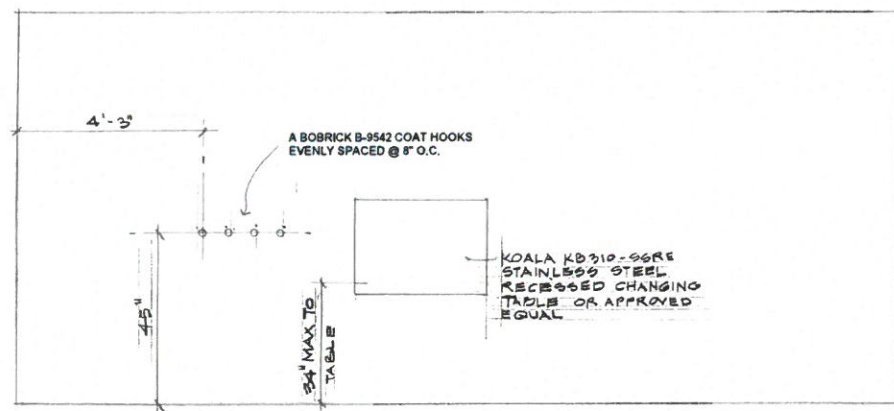 4'-3"
A BOBRICK B-9542 COAT HOOKS
EVENLY SPACED @ 8" O.C.
KOALA KB310-SSRE
STAINLESS STEEL
RECESSED CHANGING
TABLE OR APPROVED
EQUAL
45"
34" MAX TO
TABLE